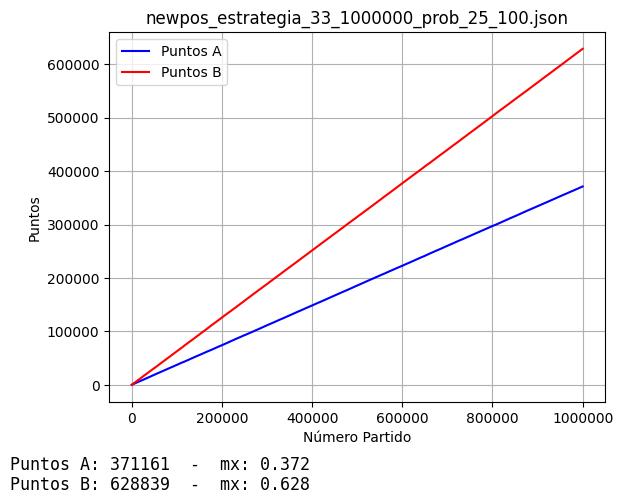 newpos_estrategia_33_1000000_prob_25_100.json
Puntos A
Puntos B
600000
500000
400000
300000
200000
100000
0
Puntos
0 200000 400000 600000 800000 1000000
Número Partido
Puntos A: 371161 - mx: 0.372
Puntos B: 628839 - mx: 0.628